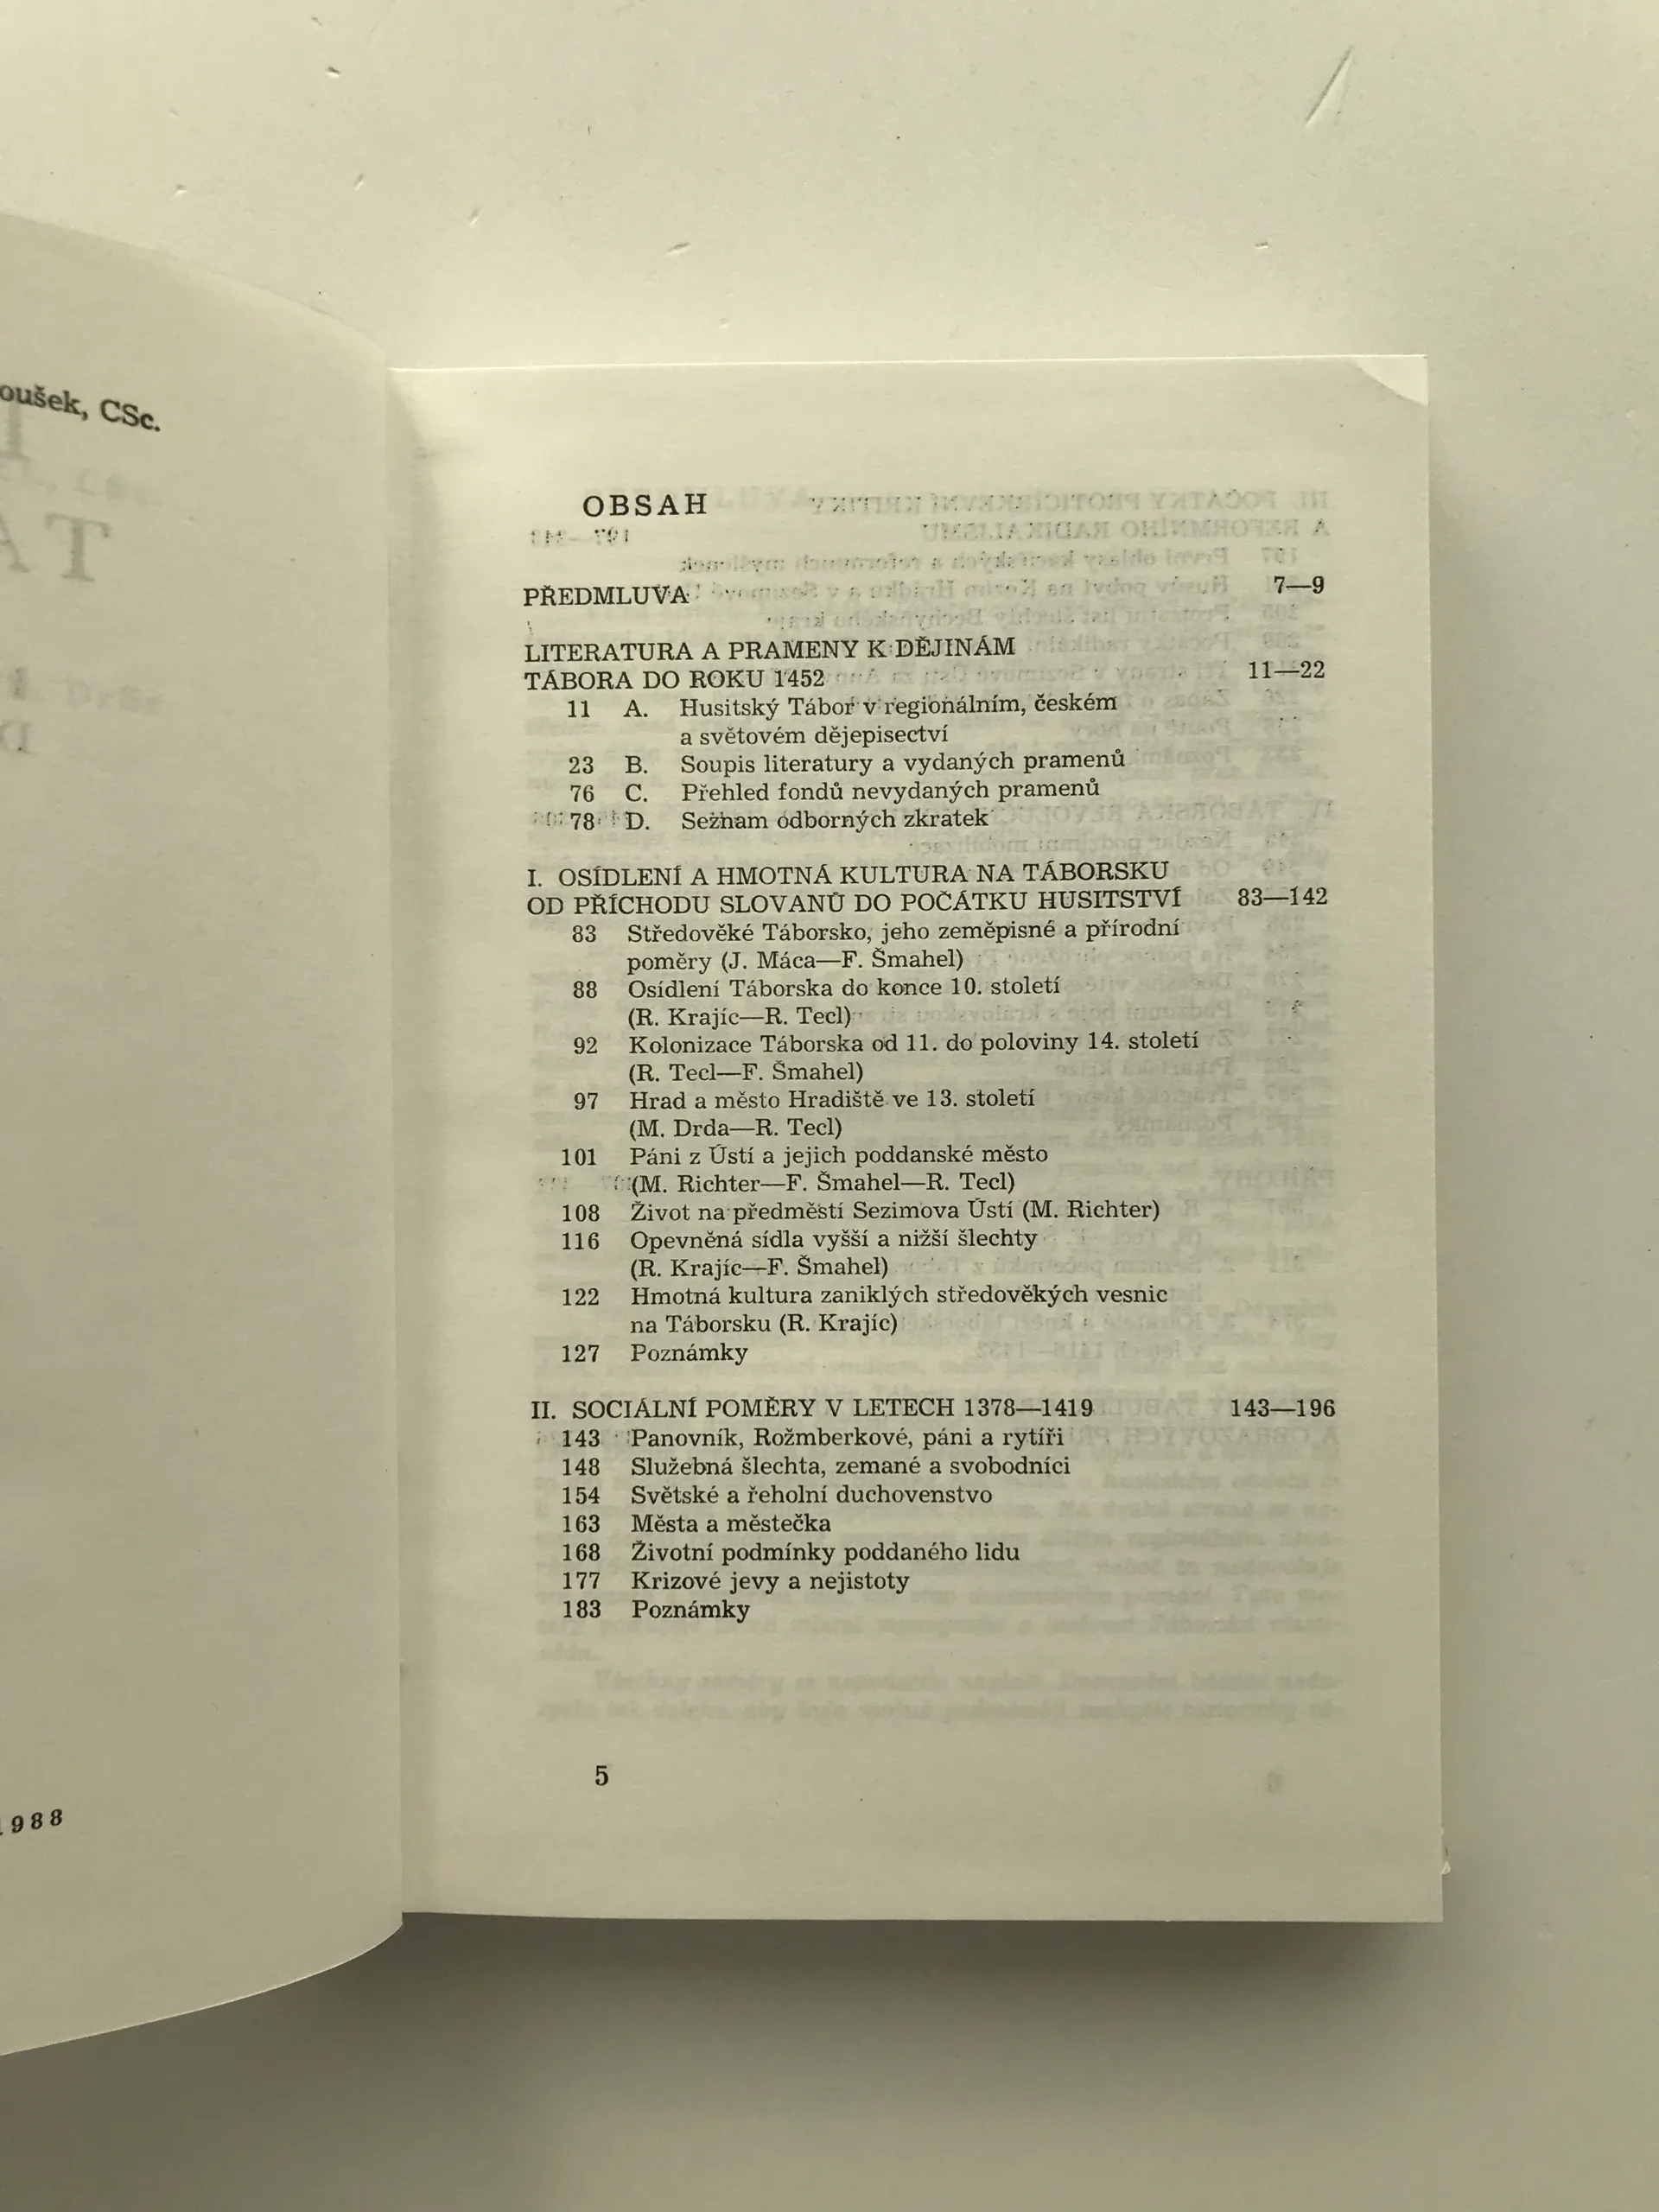 oušek, CSc.
1988
OBSAH
PŘEDMLUVA 7—9
LITERATURA A PRAMENY K DĚJINÁM
TÁBORA DO ROKU 1452 11—22
11 A. Husitský Tábor v regionálním, českém
a světovém dějepisectví
23 B. Soupis literatury a vydaných pramenů
76 C. Přehled fondů nevydaných pramenů
78 D. Seznam odborných zkratek
I. OSÍDLENÍ A HMOTNÁ KULTURA NA TÁBORSKU
OD PŘÍCHODU SLOVANŮ DO POČÁTKU HUSITSTVÍ 83—142
83 Středověké Táborsko, jeho zeměpisné a přírodní
poměry (J. Máca—F. Šmahel)
88 Osídlení Táborska do konce 10. století
(R. Krajíc—R. Tecl)
92 Kolonizace Táborska od 11. do poloviny 14. století
(R. Tecl—F. Šmahel)
97 Hrad a město Hradiště ve 13. století
(M. Drda—R. Tecl)
101 Páni z Ústí a jejich poddanské město
(M. Richter—F. Šmahel—R. Tecl)
108 Život na předměstí Sezimova Ústí (M. Richter)
116 Opevněná sídla vyšší a nižší šlechty
(R. Krajíc—F. Šmahel)
122 Hmotná kultura zaniklých středověkých vesnic
na Táborsku (R. Krajíc)
127 Poznámky
II. SOCIÁLNÍ POMĚRY V LETECH 1378—1419 143—196
143 Panovník, Rožmberkové, páni a rytíři
148 Služebná šlechta, zemané a svobodníci
154 Světské a řeholní duchovenstvo
163 Města a městečka
168 Životní podmínky poddaného lidu
177 Krizové jevy a nejistoty
183 Poznámky
5